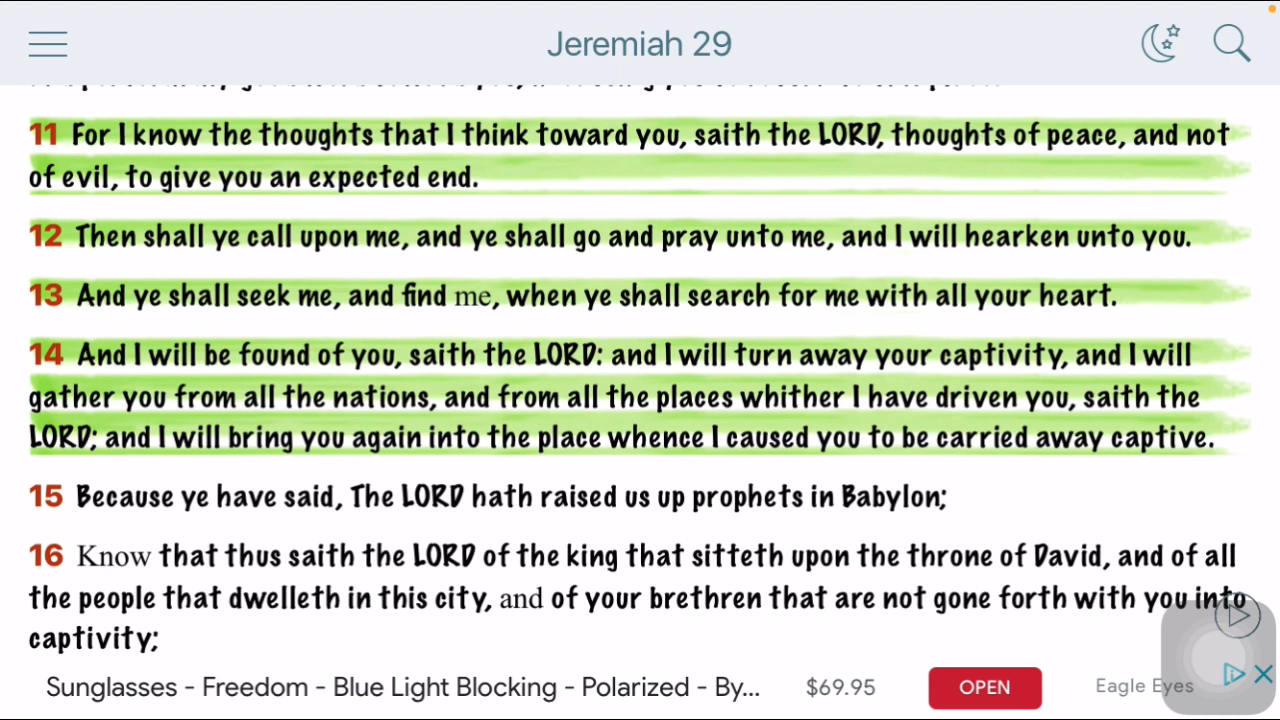 Jeremiah 29
11 For I know the thoughts that I think toward you, saith the LORD, thoughts of peace, and not
of evil, to give you an expected end.
12 Then shall ye call upon me, and ye shall go and pray unto me, and I will hearken unto you.
13 And ye shall seek me, and find me, when ye shall search for me with all your heart.
14 And I will be found of you, saith the LORD: and I will turn away your captivity, and I will
gather you from all the nations, and from all the places whither I have driven you, saith the
LORD; and I will bring you again into the place whence I caused you to be carried away captive.
15 Because ye have said, The LORD hath raised us up prophets in Babylon;
16 Know that thus saith the LORD of the king that sitteth upon the throne of David, and of all
the people that dwelleth in this city, and of your brethren that are not gone forth with you into
captivity;
Sunglasses - Freedom - Blue Light Blocking - Polarized - By... $69.95 OPEN Eagle Eyes